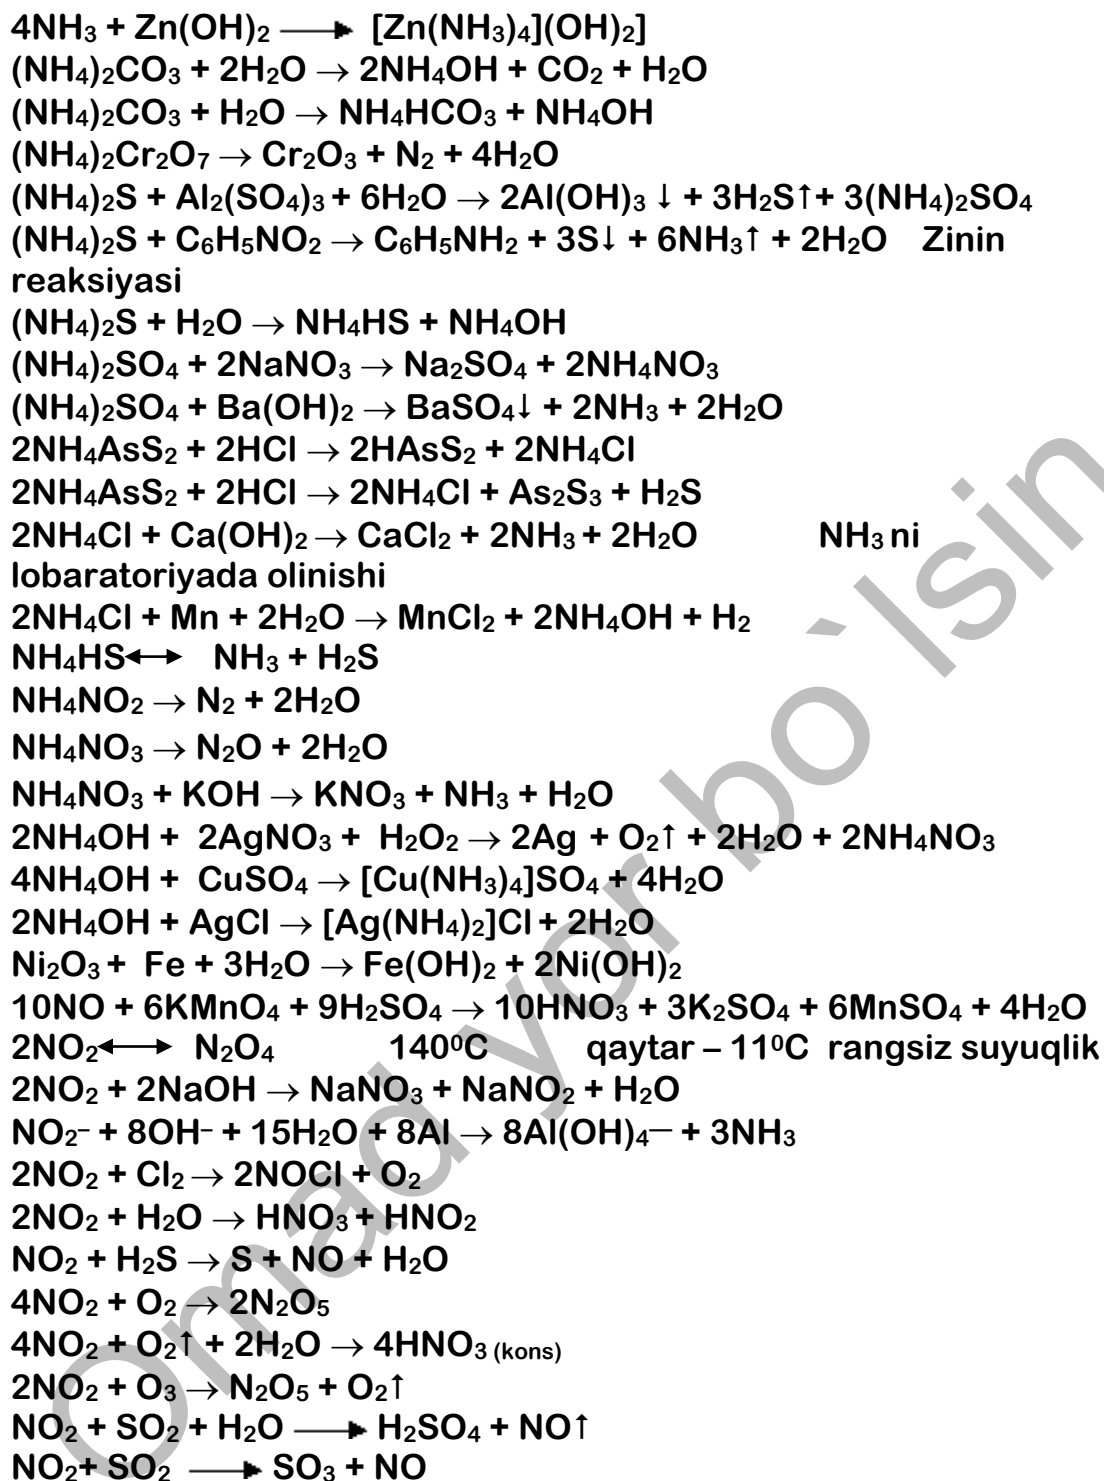 4NH₃ + Zn(OH)₂ ⟶ [Zn(NH₃)₄](OH)₂]
(NH₄)₂CO₃ + 2H₂O → 2NH₄OH + CO₂ + H₂O
(NH₄)₂CO₃ + H₂O → NH₄HCO₃ + NH₄OH
(NH₄)₂Cr₂O₇ → Cr₂O₃ + N₂ + 4H₂O
(NH₄)₂S + Al₂(SO₄)₃ + 6H₂O → 2Al(OH)₃ ↓ + 3H₂S↑+ 3(NH₄)₂SO₄
(NH₄)₂S + C₆H₅NO₂ → C₆H₅NH₂ + 3S↓ + 6NH₃↑ + 2H₂O Zinin
reaksiyasi
(NH₄)₂S + H₂O → NH₄HS + NH₄OH
(NH₄)₂SO₄ + 2NaNO₃ → Na₂SO₄ + 2NH₄NO₃
(NH₄)₂SO₄ + Ba(OH)₂ → BaSO₄↓ + 2NH₃ + 2H₂O
2NH₄AsS₂ + 2HCl → 2HAsS₂ + 2NH₄Cl
2NH₄AsS₂ + 2HCl → 2NH₄Cl + As₂S₃ + H₂S
2NH₄Cl + Ca(OH)₂ → CaCl₂ + 2NH₃ + 2H₂O NH₃ ni
lobaratoriyada olinishi
2NH₄Cl + Mn + 2H₂O → MnCl₂ + 2NH₄OH + H₂
NH₄HS⟷ NH₃ + H₂S
NH₄NO₂ → N₂ + 2H₂O
NH₄NO₃ → N₂O + 2H₂O
NH₄NO₃ + KOH → KNO₃ + NH₃ + H₂O
2NH₄OH + 2AgNO₃ + H₂O₂ → 2Ag + O₂↑ + 2H₂O + 2NH₄NO₃
4NH₄OH + CuSO₄ → [Cu(NH₃)₄]SO₄ + 4H₂O
2NH₄OH + AgCl → [Ag(NH₄)₂]Cl + 2H₂O
Ni₂O₃ + Fe + 3H₂O → Fe(OH)₂ + 2Ni(OH)₂
10NO + 6KMnO₄ + 9H₂SO₄ → 10HNO₃ + 3K₂SO₄ + 6MnSO₄ + 4H₂O
2NO₂⟷ N₂O₄ 140⁰C qaytar – 11⁰C rangsiz suyuqlik
2NO₂ + 2NaOH → NaNO₃ + NaNO₂ + H₂O
NO₂⁻ + 8OH⁻ + 15H₂O + 8Al → 8Al(OH)₄⁻ + 3NH₃
2NO₂ + Cl₂ → 2NOCl + O₂
2NO₂ + H₂O → HNO₃ + HNO₂
NO₂ + H₂S → S + NO + H₂O
4NO₂ + O₂ → 2N₂O₅
4NO₂ + O₂↑ + 2H₂O → 4HNO₃ (kons)
2NO₂ + O₃ → N₂O₅ + O₂↑
NO₂ + SO₂ + H₂O ⟶ H₂SO₄ + NO↑
NO₂+ SO₂ ⟶ SO₃ + NO
Omad yor bo`lsin